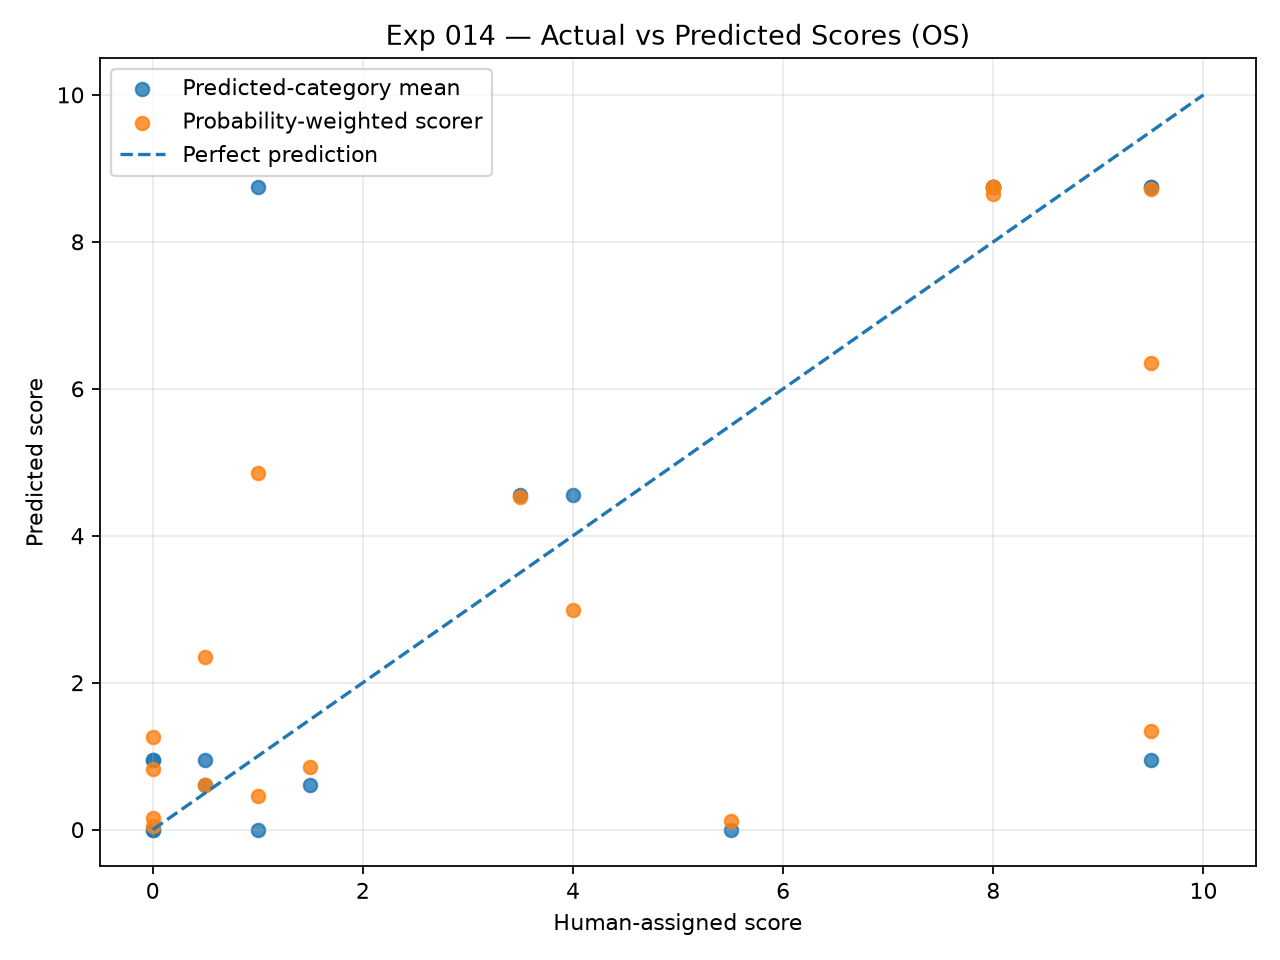 Exp 014 — Actual vs Predicted Scores (OS)
Predicted-category mean
Probability-weighted scorer
Perfect prediction
10
8
6
4
2
0
Predicted score
0 2 4 6 8 10
Human-assigned score